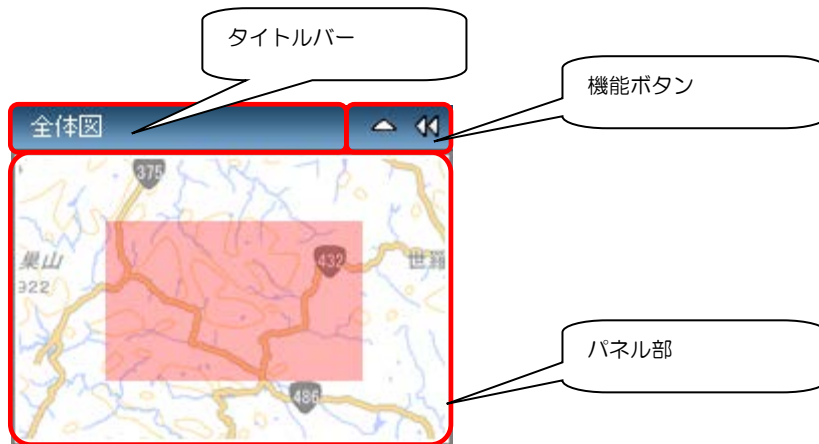 タイトルバー
機能ボタン
全体図
375
巣山
922
432
世羅
486
パネル部